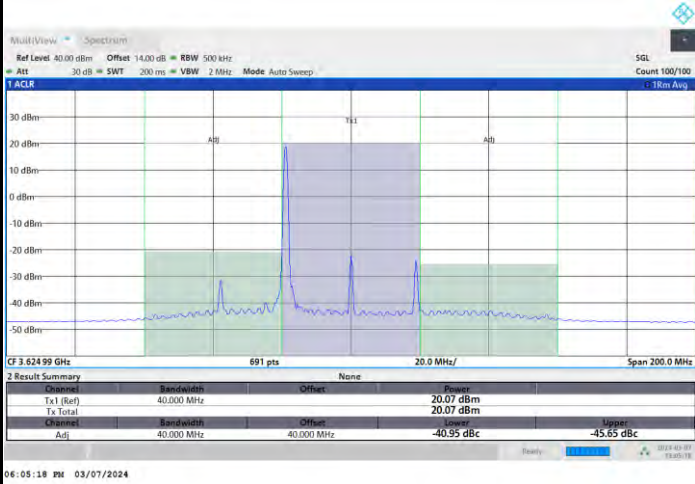 MultiView Spectrum
Ref Level 40.00 dBm Offset 14.00 dB RBW 500 kHz SGL
Att 30 dB SWT 200 ms VBW 2 MHz Mode Auto Sweep Count 100/100
1 ACLR 1Rm Avg
30 dBm
Tx1
20 dBm
Adj Adj
10 dBm
0 dBm
-10 dBm
-20 dBm
-30 dBm
-40 dBm
-50 dBm
CF 3.624 99 GHz 691 pts 20.0 MHz/ Span 200.0 MHz
2 Result Summary None
Channel Bandwidth Offset Power
Tx1 (Ref) 40.000 MHz 20.07 dBm
Tx Total 20.07 dBm
Channel Bandwidth Offset Lower Upper
Adj 40.000 MHz 40.000 MHz -40.95 dBc -45.65 dBc
Ready
06:05:18 PM 03/07/2024